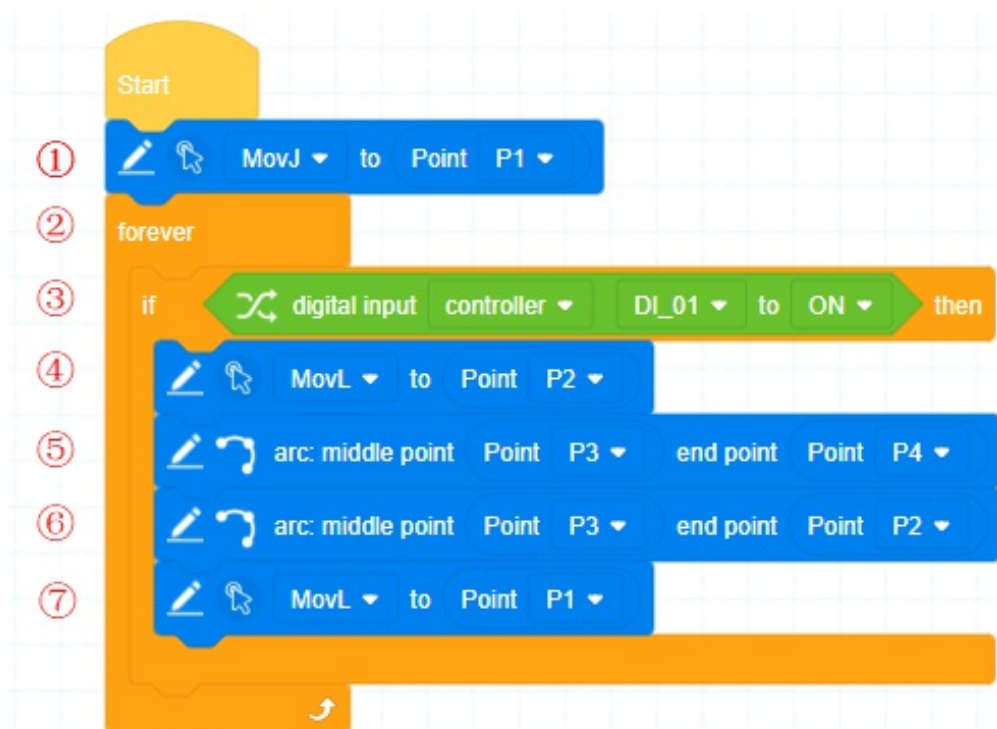 Start
① MovJ to Point P1
② forever
③ if digital input controller DI_01 to ON then
④ MovL to Point P2
⑤ arc: middle point Point P3 end point Point P4
⑥ arc: middle point Point P3 end point Point P2
⑦ MovL to Point P1